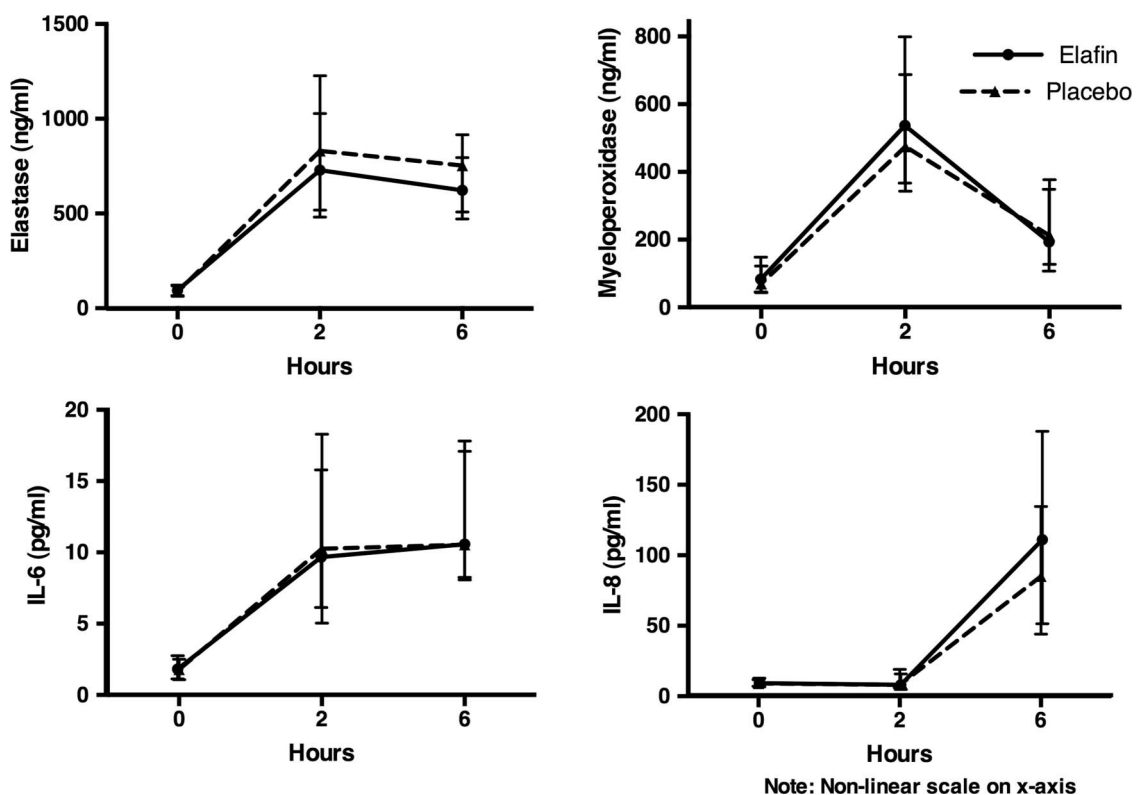 Elastase (ng/ml)
1500
1000
500
0
0 2 6
Hours
Myeloperoxidase (ng/ml)
800
600
400
200
0
0 2 6
Hours
Elafin
Placebo
IL-6 (pg/ml)
20
15
10
5
0
0 2 6
Hours
IL-8 (pg/ml)
200
150
100
50
0
0 2 6
Hours
Note: Non-linear scale on x-axis